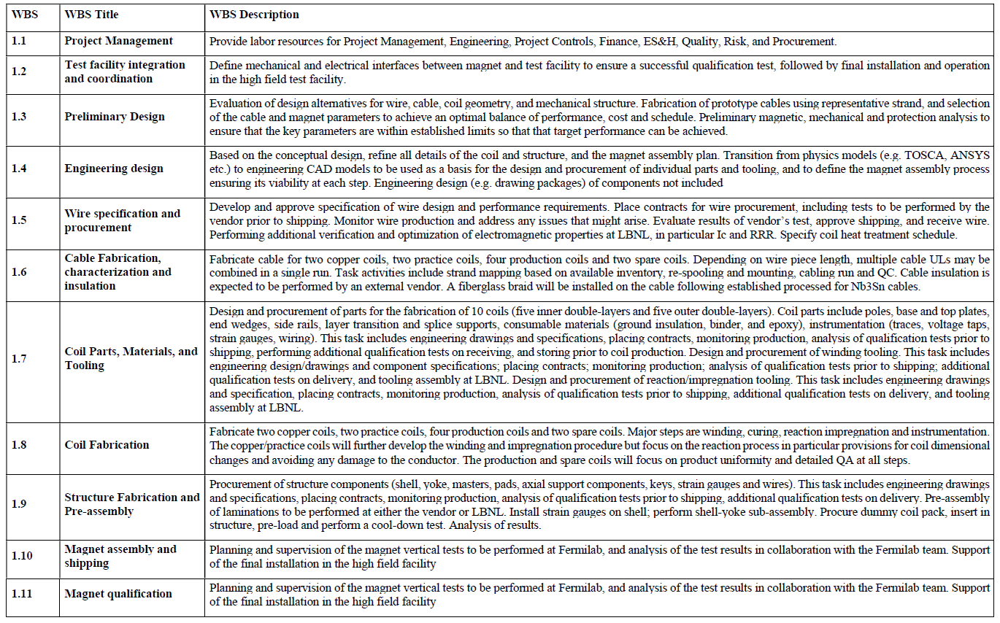 WBS WBS Title WBS Description
1.1 Project Management Provide labor resources for Project Management, Engineering, Project Controls, Finance, ES&H, Quality, Risk, and Procurement.
1.2
Test facility integration
and coordination
Define mechanical and electrical interfaces between magnet and test facility to ensure a successful qualification test, followed by final installation and operation
in the high field test facility.
1.3
Preliminary Design
Evaluation of design alternatives for wire, cable, coil geometry, and mechanical structure. Fabrication of prototype cables using representative strand, and selection
of the cable and magnet parameters to achieve an optimal balance of performance, cost and schedule. Preliminary magnetic, mechanical and protection analysis to
ensure that the key parameters are within established limits so that that target performance can be achieved.
1.4
Engineering design
Based on the conceptual design, refine all details of the coil and structure, and the magnet assembly plan. Transition from physics models (e.g. TOSCA, ANSYS
etc.) to engineering CAD models to be used as a basis for the design and procurement of individual parts and tooling, and to define the magnet assembly process
ensuring its viability at each step. Engineering design (e.g. drawing packages) of components not included
1.5
Wire specification and
procurement
Develop and approve specification of wire design and performance requirements. Place contracts for wire procurement, including tests to be performed by the
vendor prior to shipping. Monitor wire production and address any issues that might arise. Evaluate results of vendor's test, approve shipping, and receive wire.
Performing additional verification and optimization of electromagnetic properties at LBNL, in particular Ic and RRR. Specify coil heat treatment schedule.
1.6
Cable Fabrication,
characterization and
insulation
Fabricate cable for two copper coils, two practice coils, four production coils and two spare coils. Depending on wire piece length, multiple cable ULs may be
combined in a single run. Task activities include strand mapping based on available inventory, re-spooling and mounting, cabling run and QC. Cable insulation is
expected to be performed by an external vendor. A fiberglass braid will be installed on the cable following established processed for Nb3Sn cables.
1.7
Coil Parts, Materials, and
Tooling
Design and procurement of parts for the fabrication of 10 coils (five inner double-layers and five outer double-layers). Coil parts include poles, base and top plates,
end wedges, side rails, layer transition and splice supports, consumable materials (ground insulation, binder, and epoxy), instrumentation (traces, voltage taps,
strain gauges, wiring). This task includes engineering drawings and specifications, placing contracts, monitoring production, analysis of qualification tests prior to
shipping, performing additional qualification tests on receiving, and storing prior to coil production. Design and procurement of winding tooling. This task includes
engineering design/drawings and component specifications; placing contracts; monitoring production; analysis of qualification tests prior to shipping; additional
qualification tests on delivery, and tooling assembly at LBNL. Design and procurement of reaction/impregnation tooling. This task includes engineering drawings
and specification, placing contracts, monitoring production, analysis of qualification tests prior to shipping, additional qualification tests on delivery, and tooling
assembly at LBNL.
1.8
Coil Fabrication
Fabricate two copper coils, two practice coils, four production coils and two spare coils. Major steps are winding, curing, reaction impregnation and instrumentation.
The copper/practice coils will further develop the winding and impregnation procedure but focus on the reaction process in particular provisions for coil dimensional
changes and avoiding any damage to the conductor. The production and spare coils will focus on product uniformity and detailed QA at all steps.
1.9
Structure Fabrication and
Pre-assembly
Procurement of structure components (shell, yoke, masters, pads, axial support components, keys, strain gauges and wires). This task includes engineering drawings
and specifications, placing contracts, monitoring production, analysis of qualification tests prior to shipping, additional qualification tests on delivery. Pre-assembly
of laminations to be performed at either the vendor or LBNL. Install strain gauges on shell; perform shell-yoke sub-assembly. Procure dummy coil pack, insert in
structure, pre-load and perform a cool-down test. Analysis of results.
1.10
Magnet assembly and
shipping
Planning and supervision of the magnet vertical tests to be performed at Fermilab, and analysis of the test results in collaboration with the Fermilab team. Support
of the final installation in the high field facility
1.11
Magnet qualification
Planning and supervision of the magnet vertical tests to be performed at Fermilab, and analysis of the test results in collaboration with the Fermilab team. Support
of the final installation in the high field facility